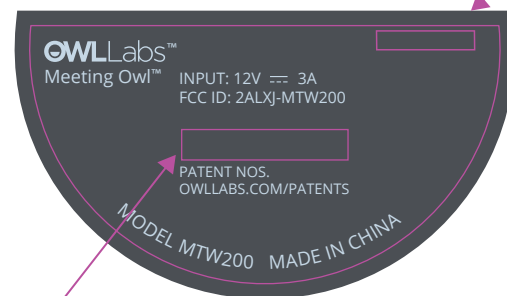 OWLLabs™
Meeting Owl™
INPUT: 12V ⎓ 3A
FCC ID: 2ALXJ-MTW200
PATENT NOS.
OWLLABS.COM/PATENTS
MODEL MTW200 MADE IN CHINA